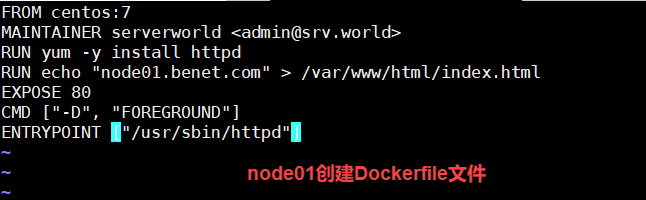 FROM centos:7
MAINTAINER serverworld <admin@srv.world>
RUN yum -y install httpd
RUN echo "node01.benet.com" > /var/www/html/index.html
EXPOSE 80
CMD ["-D", "FOREGROUND"]
ENTRYPOINT ["/usr/sbin/httpd"]
~
~
node01创建Dockerfile文件
~